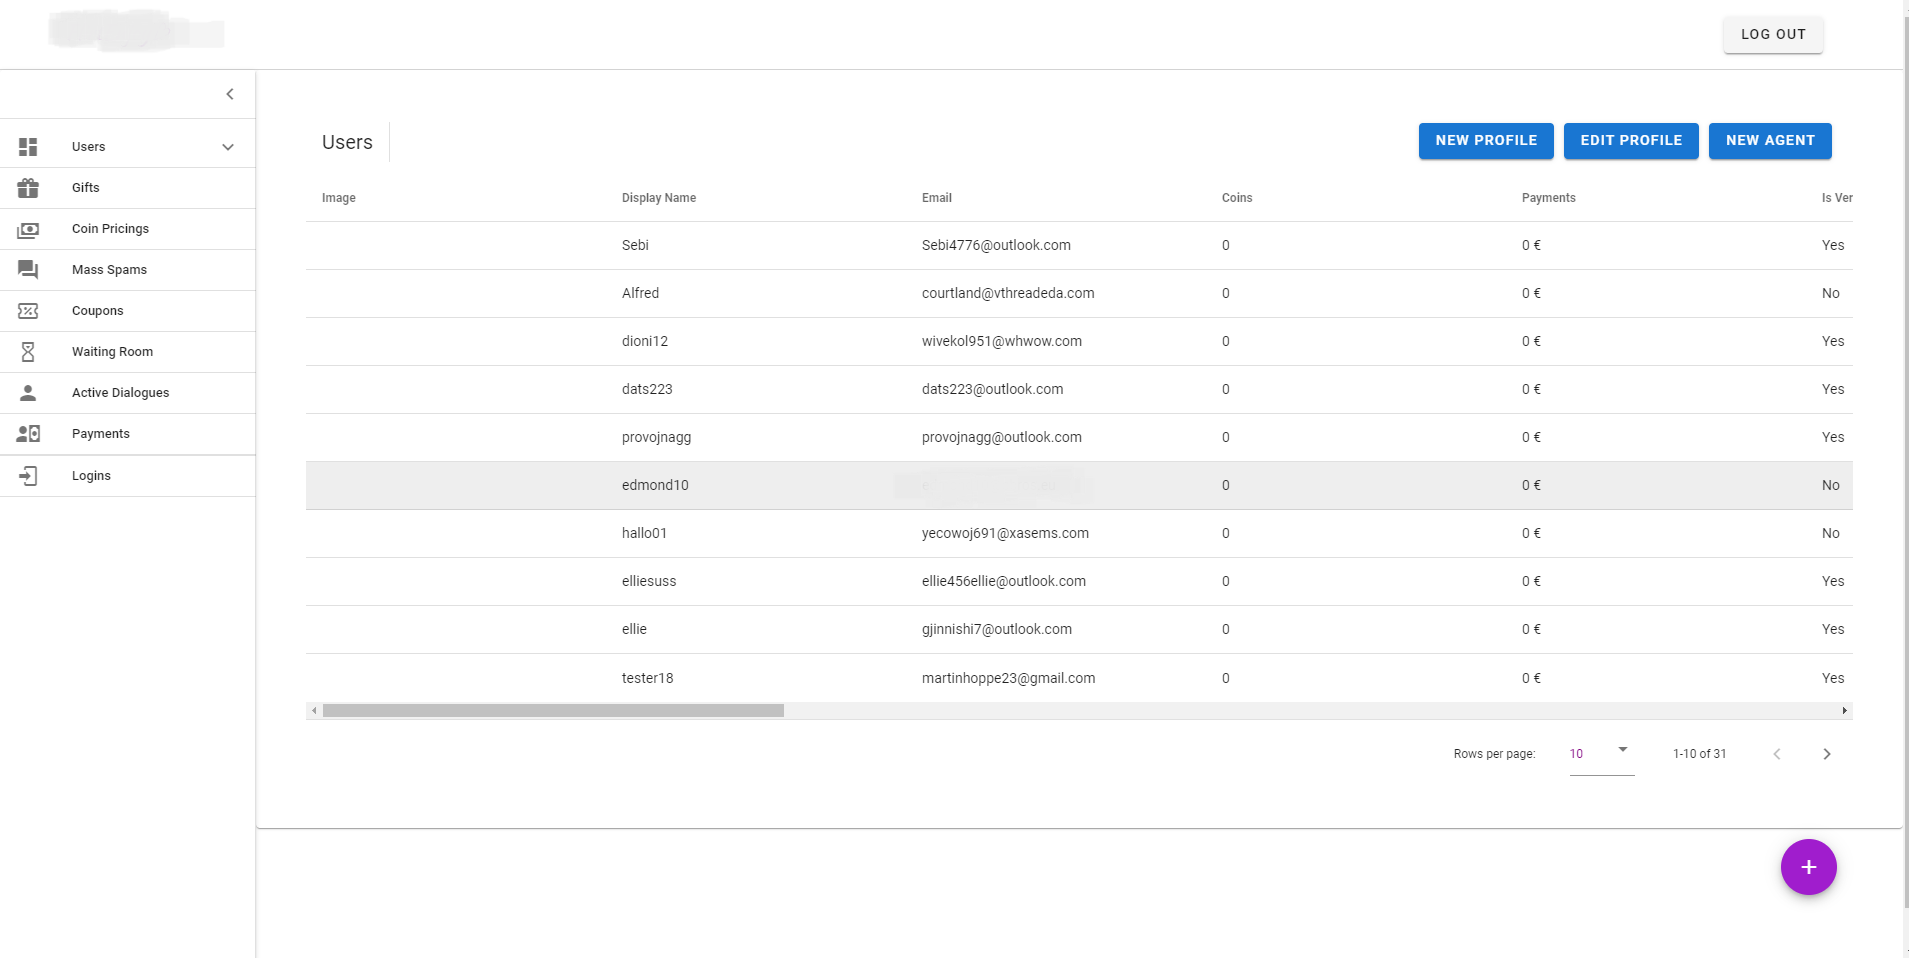 LOG OUT
Users
Gifts
Coin Pricings
Mass Spams
Coupons
Waiting Room
Active Dialogues
Payments
Logins
Users
NEW PROFILE EDIT PROFILE NEW AGENT
Image Display Name Email Coins Payments Is Ver
Sebi Sebi4776@outlook.com 0 0 € Yes
Alfred courtland@vthreadeda.com 0 0 € No
dioni12 wivekol951@whwow.com 0 0 € Yes
dats223 dats223@outlook.com 0 0 € Yes
provojnagg provojnagg@outlook.com 0 0 € Yes
edmond10 0 0 € No
hallo01 yecowoj691@xasems.com 0 0 € No
elliesuss ellie456ellie@outlook.com 0 0 € Yes
ellie gjinnishi7@outlook.com 0 0 € Yes
tester18 martinhoppe23@gmail.com 0 0 € Yes
Rows per page: 10 1-10 of 31